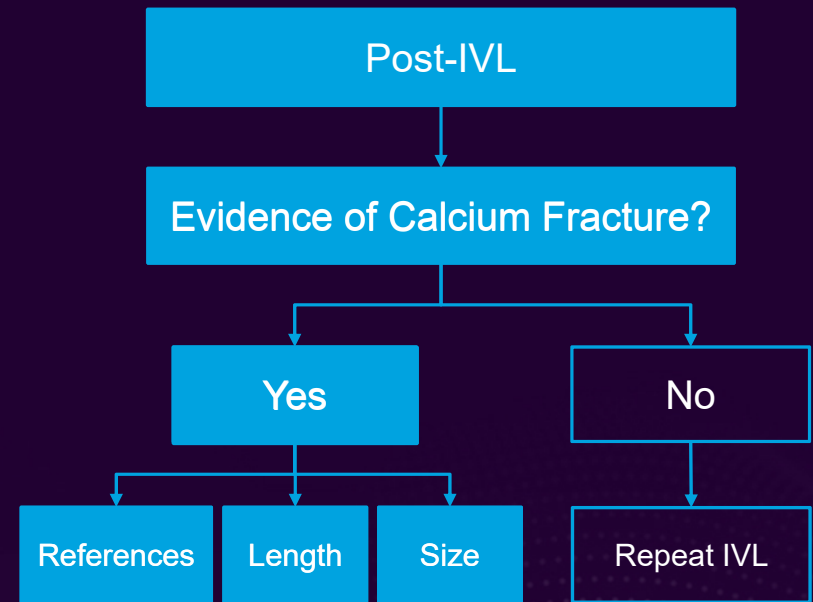 Post-IVL
Evidence of Calcium Fracture?
Yes
No
References
Length
Size
Repeat IVL